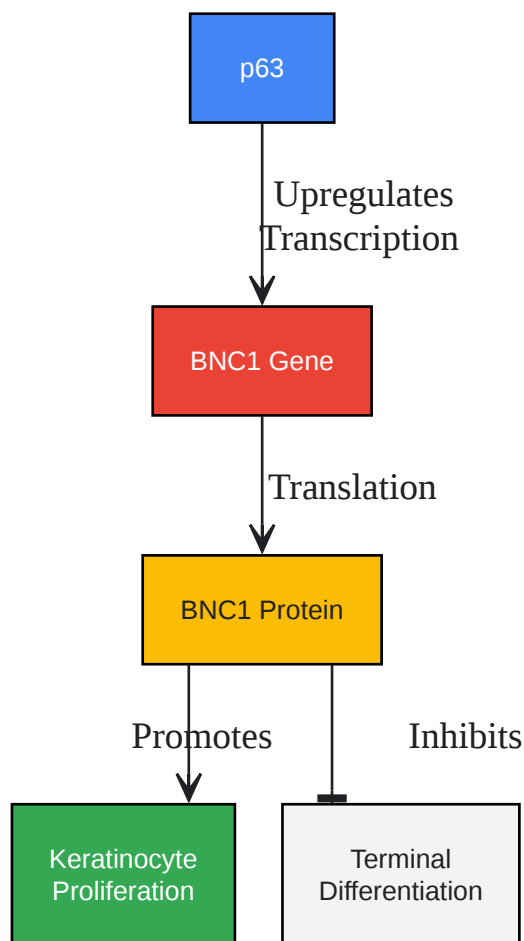 p63
Upregulates
Transcription
BNC1 Gene
Translation
BNC1 Protein
Promotes
Inhibits
Keratinocyte
Proliferation
Terminal
Differentiation